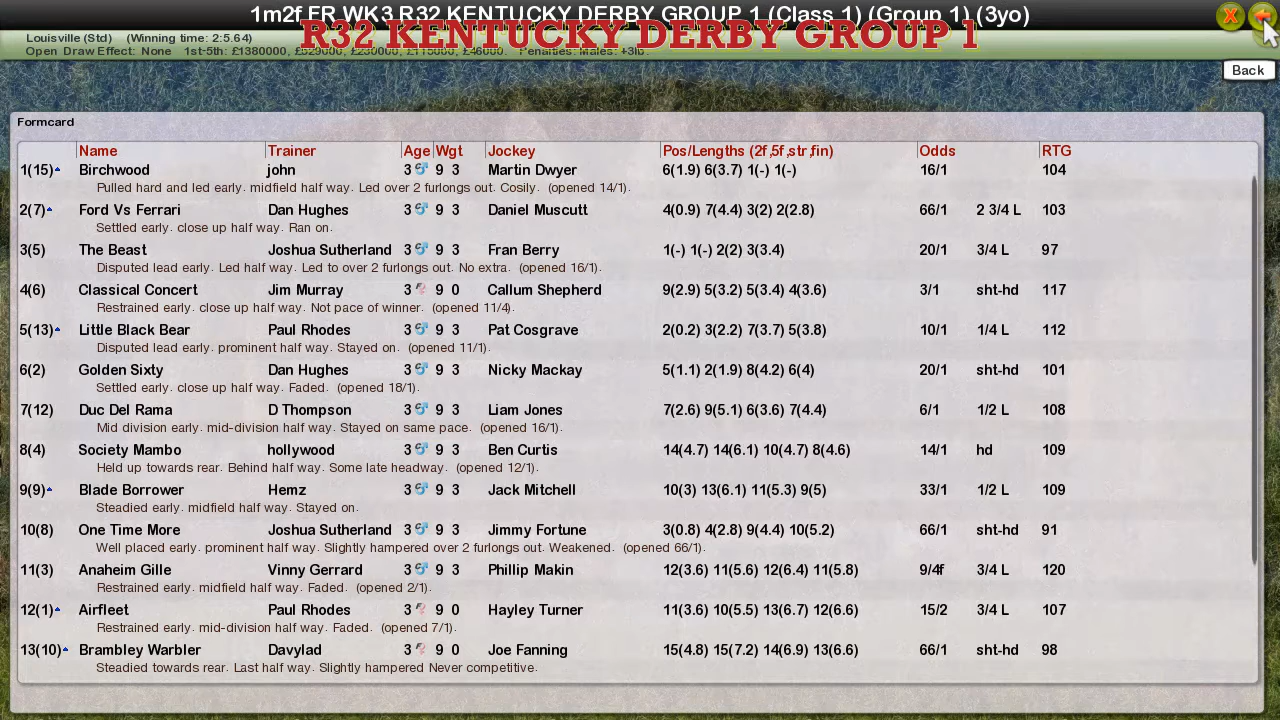 1m2f FR WK3 R32 KENTUCKY DERBY GROUP 1 (Class 1) (Group 1) (3yo)
R32 KENTUCKY DERBY GROUP 1
Louisville (Std) (Winning time: 2:5.64)
Open Draw Effect: None 1st-5th: £1380000, £529000, £230000, £115000, £46000. Penalties: Males: +3lb.
Back
Formcard
Name Trainer Age Wgt Jockey Pos/Lengths (2f,5f,str,fin) Odds RTG
1(15) Birchwood john 3 9 3 Martin Dwyer 6(1.9) 6(3.7) 1(-) 1(-) 16/1 104
Pulled hard and led early. midfield half way. Led over 2 furlongs out. Cosily. (opened 14/1).
2(7) Ford Vs Ferrari Dan Hughes 3 9 3 Daniel Muscutt 4(0.9) 7(4.4) 3(2) 2(2.8) 66/1 2 3/4 L 103
Settled early. close up half way. Ran on.
3(5) The Beast Joshua Sutherland 3 9 3 Fran Berry 1(-) 1(-) 2(2) 3(3.4) 20/1 3/4 L 97
Disputed lead early. Led half way. Led to over 2 furlongs out. No extra. (opened 16/1).
4(6) Classical Concert Jim Murray 3 9 0 Callum Shepherd 9(2.9) 5(3.2) 5(3.4) 4(3.6) 3/1 sht-hd 117
Restrained early. close up half way. Not pace of winner. (opened 11/4).
5(13) Little Black Bear Paul Rhodes 3 9 3 Pat Cosgrave 2(0.2) 3(2.2) 7(3.7) 5(3.8) 10/1 1/4 L 112
Disputed lead early. prominent half way. Stayed on. (opened 11/1).
6(2) Golden Sixty Dan Hughes 3 9 3 Nicky Mackay 5(1.1) 2(1.9) 8(4.2) 6(4) 20/1 sht-hd 101
Settled early. close up half way. Faded. (opened 18/1).
7(12) Duc Del Rama D Thompson 3 9 3 Liam Jones 7(2.6) 9(5.1) 6(3.6) 7(4.4) 6/1 1/2 L 108
Mid division early. mid-division half way. Stayed on same pace. (opened 16/1).
8(4) Society Mambo hollywood 3 9 3 Ben Curtis 14(4.7) 14(6.1) 10(4.7) 8(4.6) 14/1 hd 109
Held up towards rear. Behind half way. Some late headway. (opened 12/1).
9(9) Blade Borrower Hemz 3 9 3 Jack Mitchell 10(3) 13(6.1) 11(5.3) 9(5) 33/1 1/2 L 109
Steadied early. midfield half way. Stayed on.
10(8) One Time More Joshua Sutherland 3 9 3 Jimmy Fortune 3(0.8) 4(2.8) 9(4.4) 10(5.2) 66/1 sht-hd 91
Well placed early. prominent half way. Slightly hampered over 2 furlongs out. Weakened. (opened 66/1).
11(3) Anaheim Gille Vinny Gerrard 3 9 3 Phillip Makin 12(3.6) 11(5.6) 12(6.4) 11(5.8) 9/4f 3/4 L 120
Restrained early. midfield half way. Faded. (opened 2/1).
12(1) Airfleet Paul Rhodes 3 9 0 Hayley Turner 11(3.6) 10(5.5) 13(6.7) 12(6.6) 15/2 3/4 L 107
Restrained early. mid-division half way. Faded. (opened 7/1).
13(10) Brambley Warbler Davylad 3 9 0 Joe Fanning 15(4.8) 15(7.2) 14(6.9) 13(6.6) 66/1 sht-hd 98
Steadied towards rear. Last half way. Slightly hampered Never competitive.